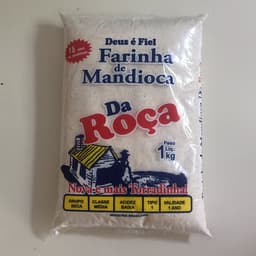 Deus é Fiel
Farinha
de
Mandioca
Da
Roça
Peso
Liq.
1kg
Nova e mais Torradinha!
GRUPO SECA
CLASSE MÉDIA
ACIDEZ BAIXA
TIPO 1
VALIDADE 1 ANO